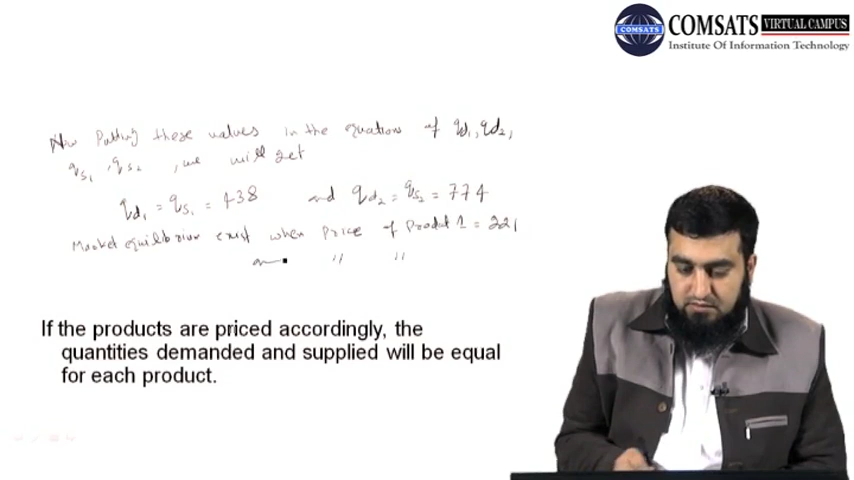 COMSATS
COMSATS VIRTUAL CAMPUS
Institute Of Information Technology
Now Putting these values in the equations of qd1, qd2,
qs1, qs2, we will get
qd1 = qs1 = 438 and qd2 = qs2 = 774
Market equilibrium exist when Price of Product 1 = 221
〃 〃
If the products are priced accordingly, the
quantities demanded and supplied will be equal
for each product.